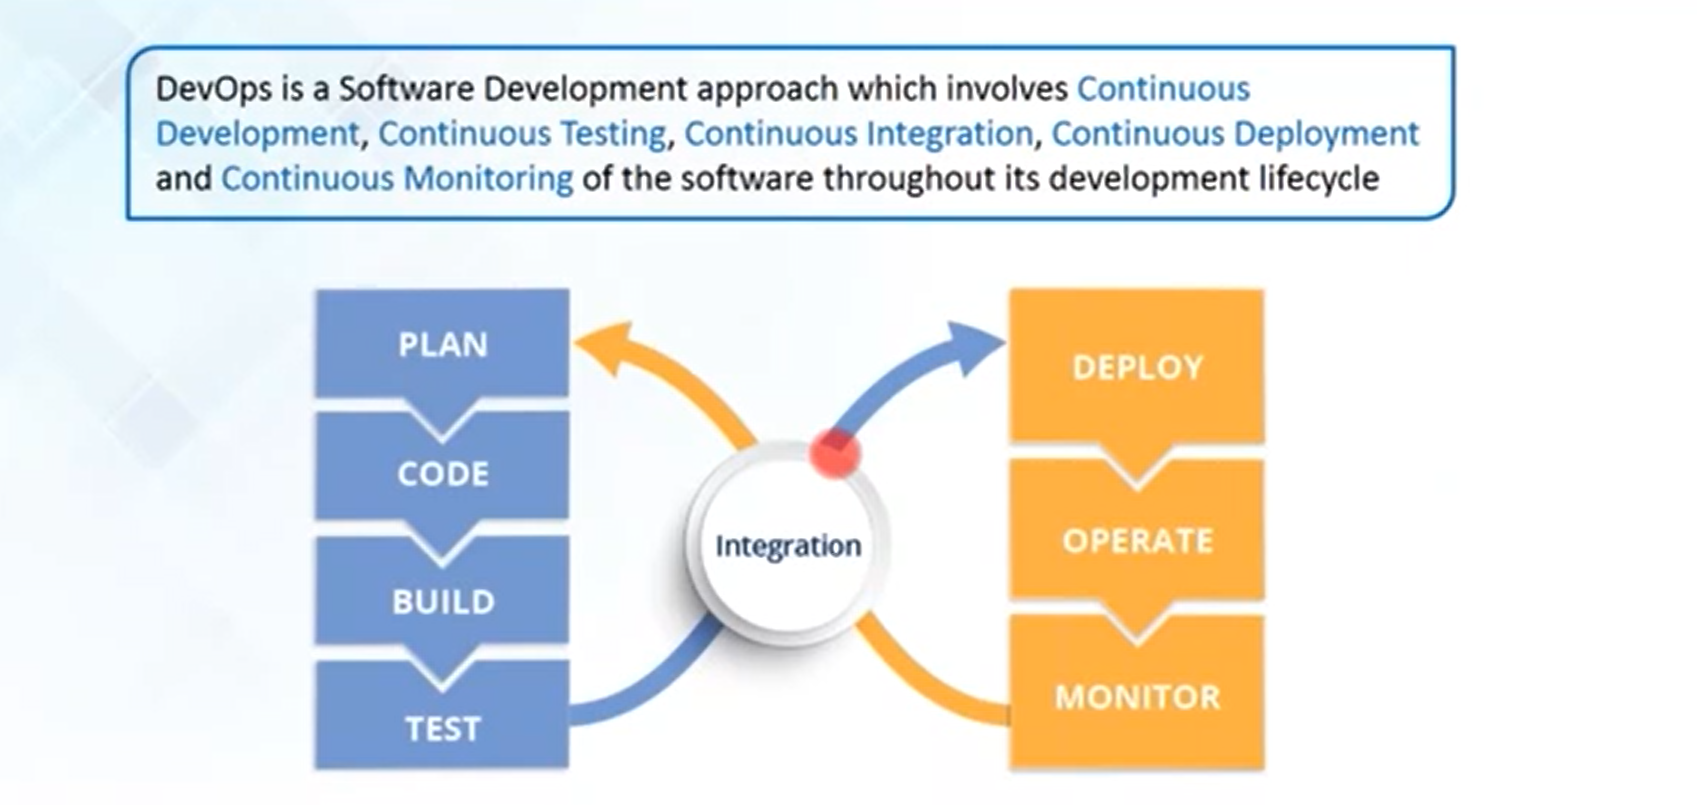 DevOps is a Software Development approach which involves Continuous
Development, Continuous Testing, Continuous Integration, Continuous Deployment
and Continuous Monitoring of the software throughout its development lifecycle
PLAN
CODE
BUILD
TEST
Integration
DEPLOY
OPERATE
MONITOR